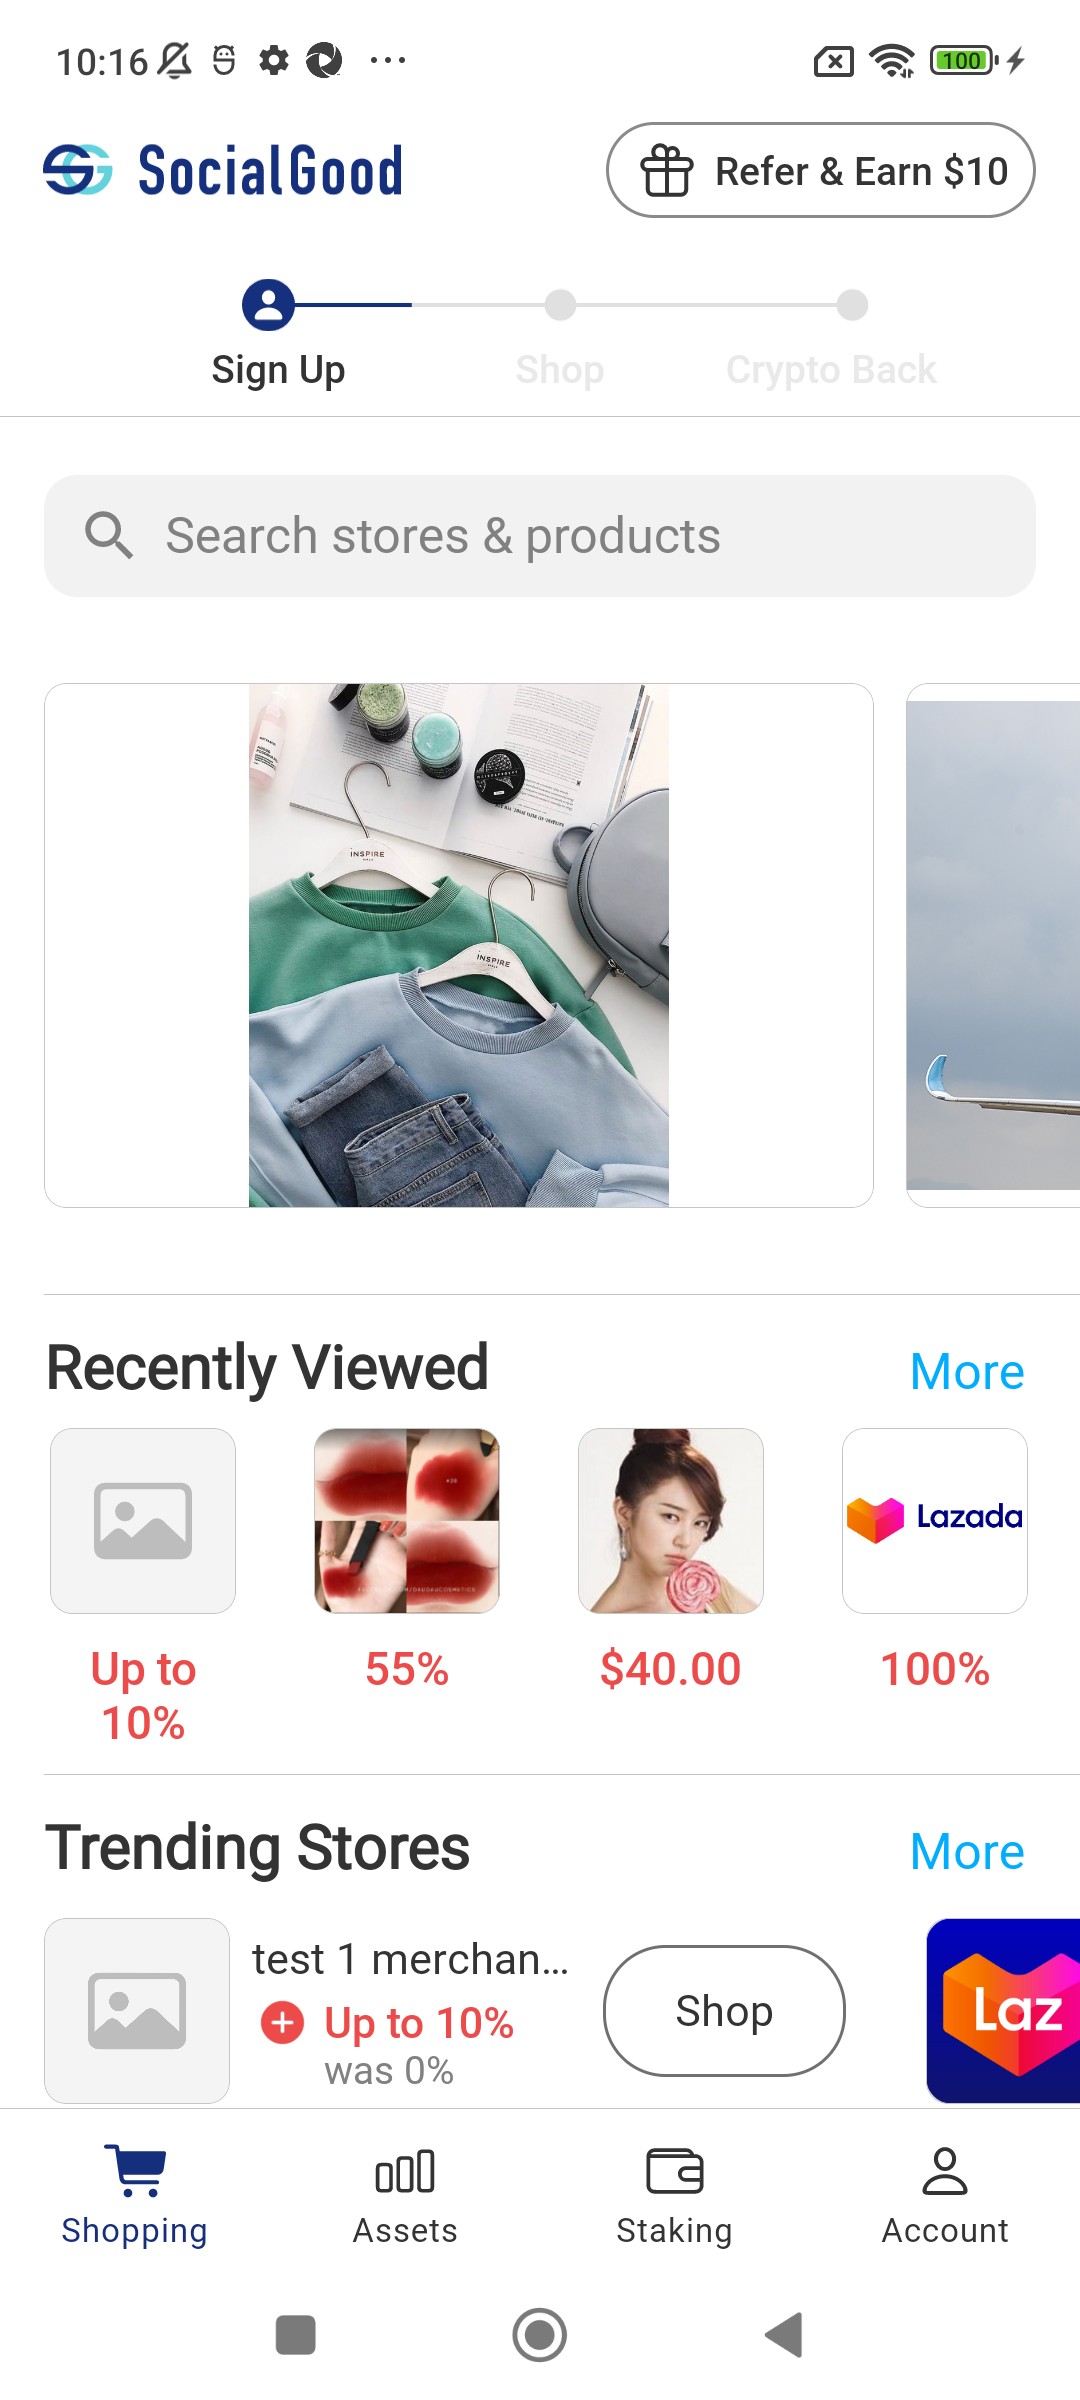 10:16
100
SocialGood
Refer & Earn $10
Sign Up
Shop
Crypto Back
Search stores & products
INSPIRE
INSPIRE
Recently Viewed
More
Lazada
Up to
10%
55%
$40.00
100%
Trending Stores
More
test 1 merchan...
Up to 10%
was 0%
Shop
Laz
Shopping
Assets
Staking
Account